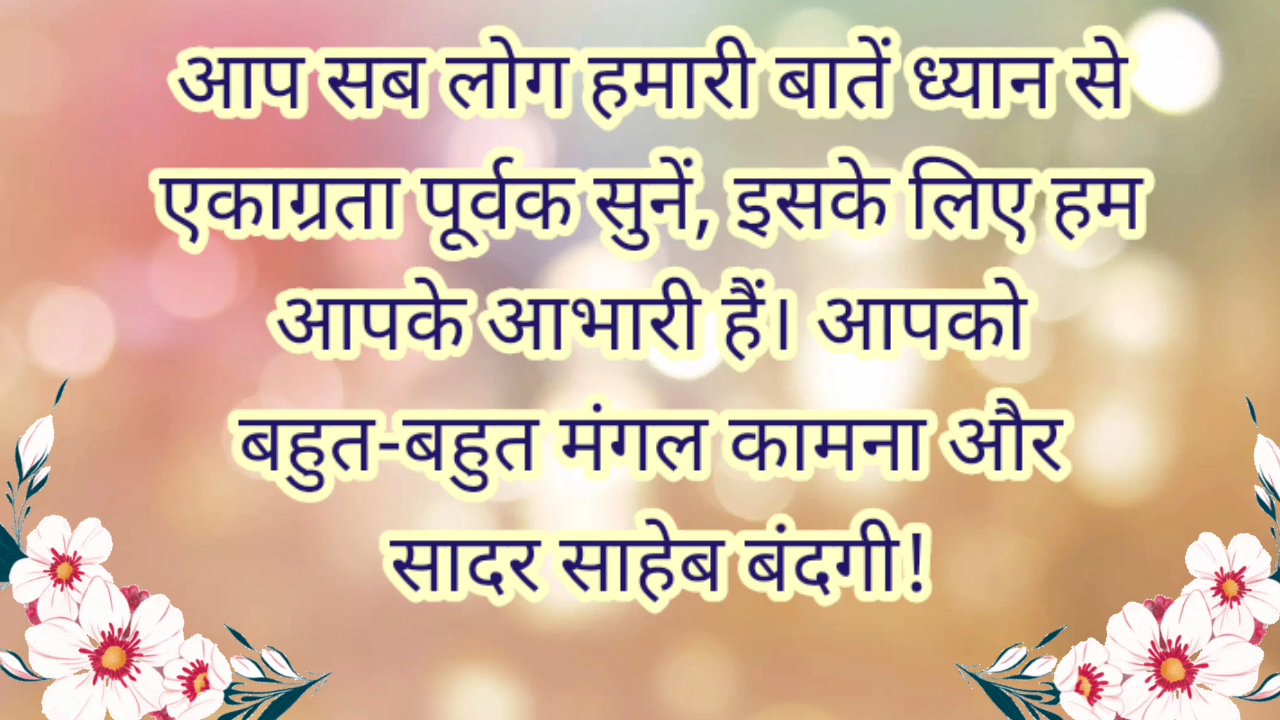 आप सब लोग हमारी बातें ध्यान से
एकाग्रता पूर्वक सुनें, इसके लिए हम
आपके आभारी हैं। आपको
बहुत-बहुत मंगल कामना और
सादर साहेब बंदगी!